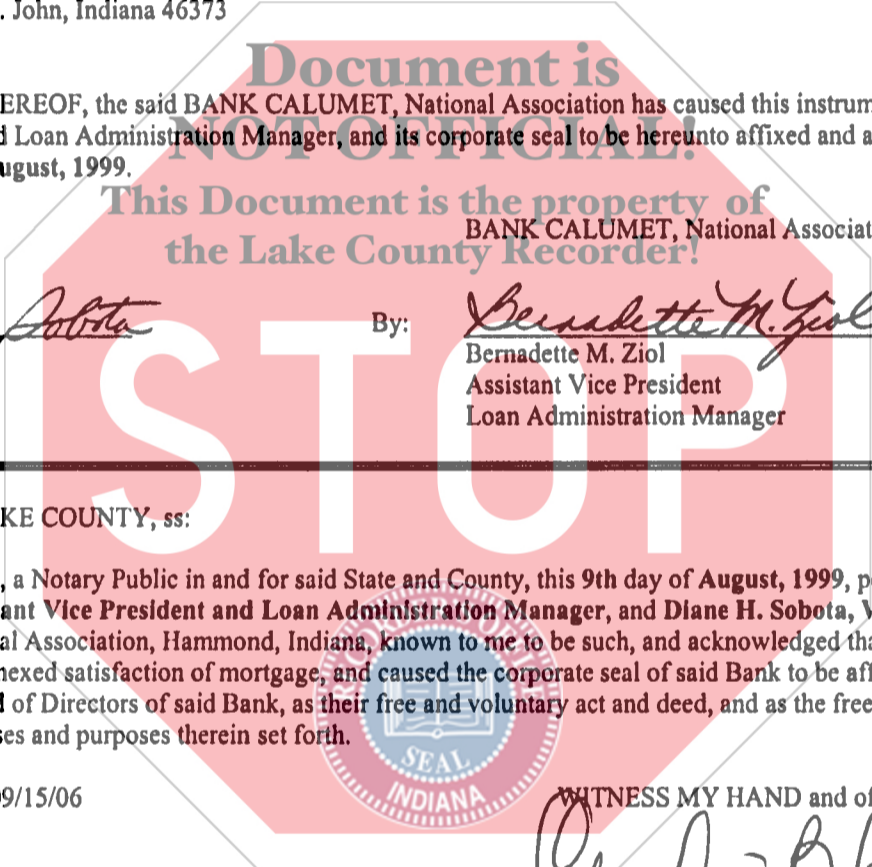 . John, Indiana 46373
Document is
EREOF, the said BANK CALUMET, National Association has caused this instrum
d Loan Administration Manager, and its corporate seal to be hereunto affixed and a
NOT OFFICIAL!
ugust, 1999.
This Document is the property of
BANK CALUMET, National Associat
the Lake County Recorder!
Sobota
By: Bernadette M. Ziol
STOP
Bernadette M. Ziol
Assistant Vice President
Loan Administration Manager
KE COUNTY, ss:
, a Notary Public in and for said State and County, this 9th day of August, 1999, p
ant Vice President and Loan Administration Manager, and Diane H. Sobota, V
al Association, Hammond, Indiana, known to me to be such, and acknowledged tha
nexed satisfaction of mortgage, and caused the corporate seal of said Bank to be aff
d of Directors of said Bank, as their free and voluntary act and deed, and as the free
ses and purposes therein set forth.
SEAL
INDIANA
09/15/06
WITNESS MY HAND and of